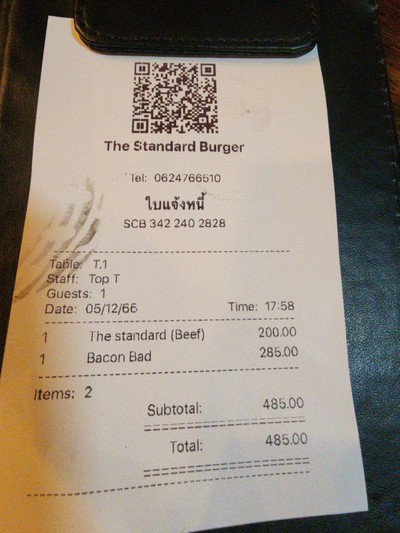 The Standard Burger
Tel: 0624766510
ใบแจ้งหนี้
SCB 342 240 2828
Table: T.1
Staff: Top T
Guests: 1
Date: 05/12/66 Time: 17:58
1 The standard (Beef) 200.00
1 Bacon Bad 285.00
Items: 2
Subtotal: 485.00
Total: 485.00